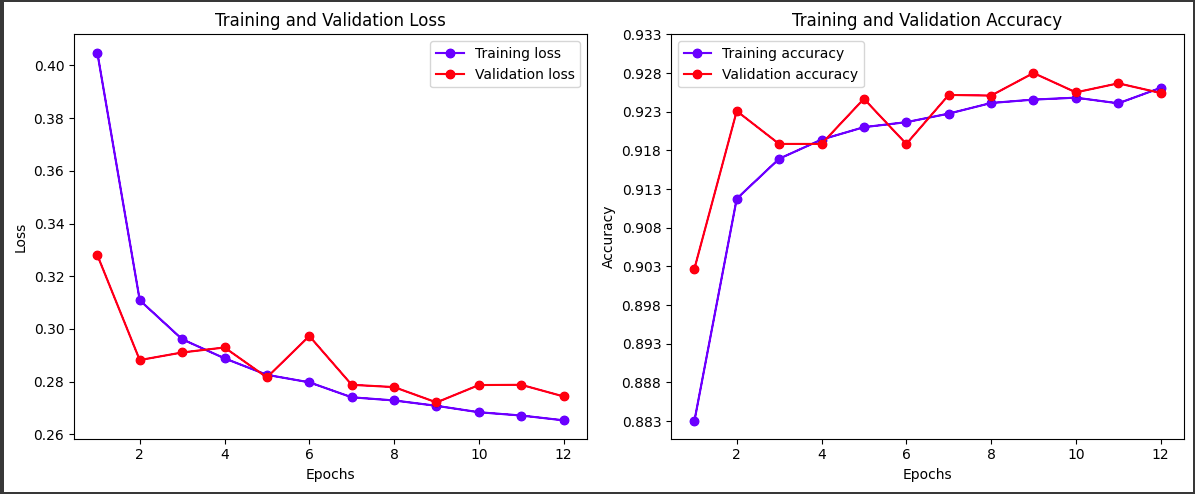 Training and Validation Loss
Training loss
Validation loss
0.40
0.38
0.36
0.34
0.32
0.30
0.28
0.26
Loss
2 4 6 8 10 12
Epochs
Training and Validation Accuracy
Training accuracy
Validation accuracy
0.933
0.928
0.923
0.918
0.913
0.908
0.903
0.898
0.893
0.888
0.883
Accuracy
2 4 6 8 10 12
Epochs